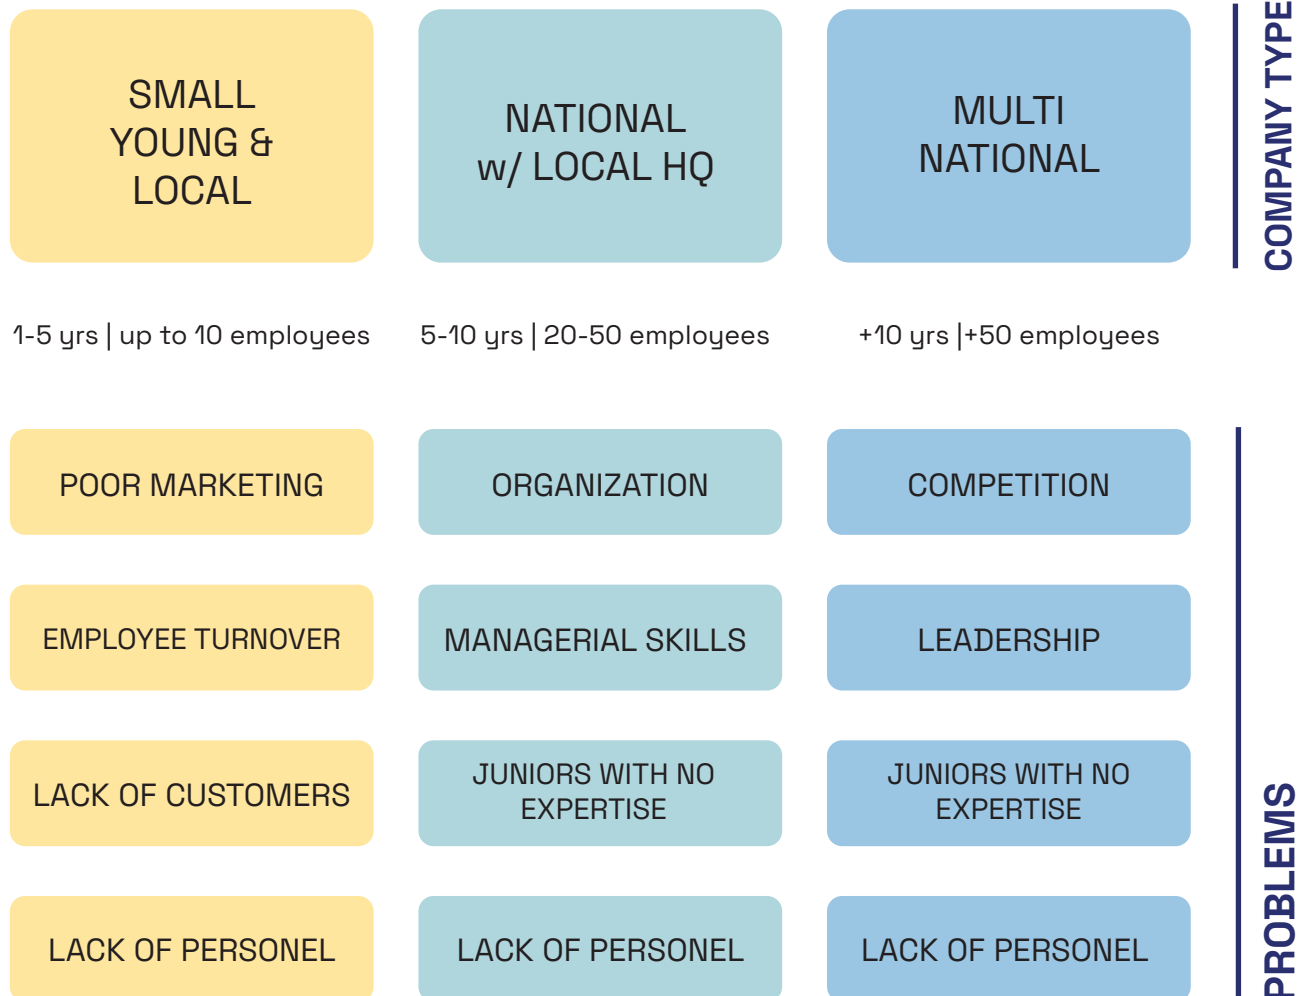 SMALL
YOUNG &
LOCAL
NATIONAL
w/ LOCAL HQ
MULTI
NATIONAL
COMPANY TYPE
1-5 yrs | up to 10 employees
5-10 yrs | 20-50 employees
+10 yrs |+50 employees
POOR MARKETING
ORGANIZATION
COMPETITION
EMPLOYEE TURNOVER
MANAGERIAL SKILLS
LEADERSHIP
LACK OF CUSTOMERS
JUNIORS WITH NO
EXPERTISE
JUNIORS WITH NO
EXPERTISE
LACK OF PERSONEL
LACK OF PERSONEL
LACK OF PERSONEL
PROBLEMS